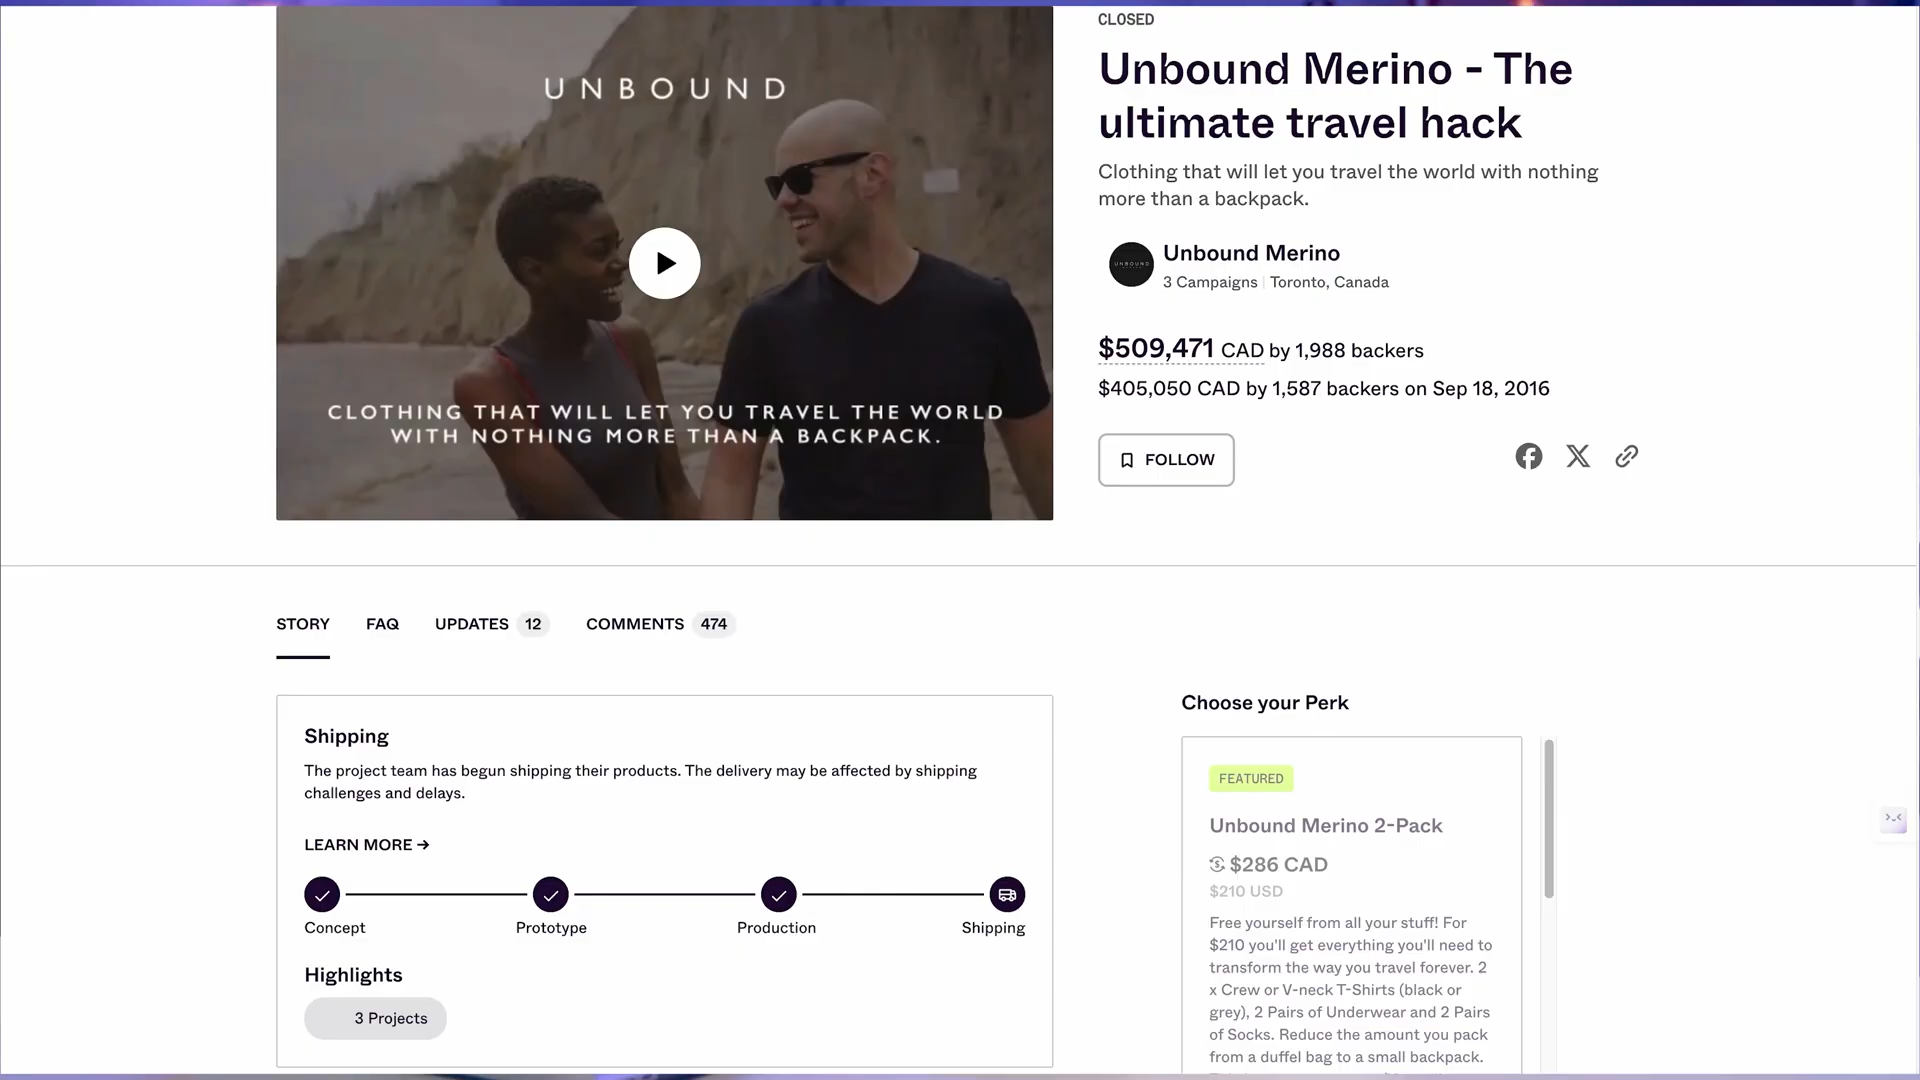 UNBOUND
CLOTHING THAT WILL LET YOU TRAVEL THE WORLD
WITH NOTHING MORE THAN A BACKPACK.
CLOSED
Unbound Merino - The
ultimate travel hack
Clothing that will let you travel the world with nothing
more than a backpack.
UNBOUND
Unbound Merino
3 Campaigns | Toronto, Canada
$509,471 CAD by 1,988 backers
$405,050 CAD by 1,587 backers on Sep 18, 2016
FOLLOW
STORY FAQ UPDATES 12 COMMENTS 474
Shipping
The project team has begun shipping their products. The delivery may be affected by shipping
challenges and delays.
LEARN MORE →
Concept Prototype Production Shipping
Highlights
3 Projects
Choose your Perk
FEATURED
Unbound Merino 2-Pack
$286 CAD
$210 USD
Free yourself from all your stuff! For
$210 you'll get everything you'll need to
transform the way you travel forever. 2
x Crew or V-neck T-Shirts (black or
grey), 2 Pairs of Underwear and 2 Pairs
of Socks. Reduce the amount you pack
from a duffel bag to a small backpack.